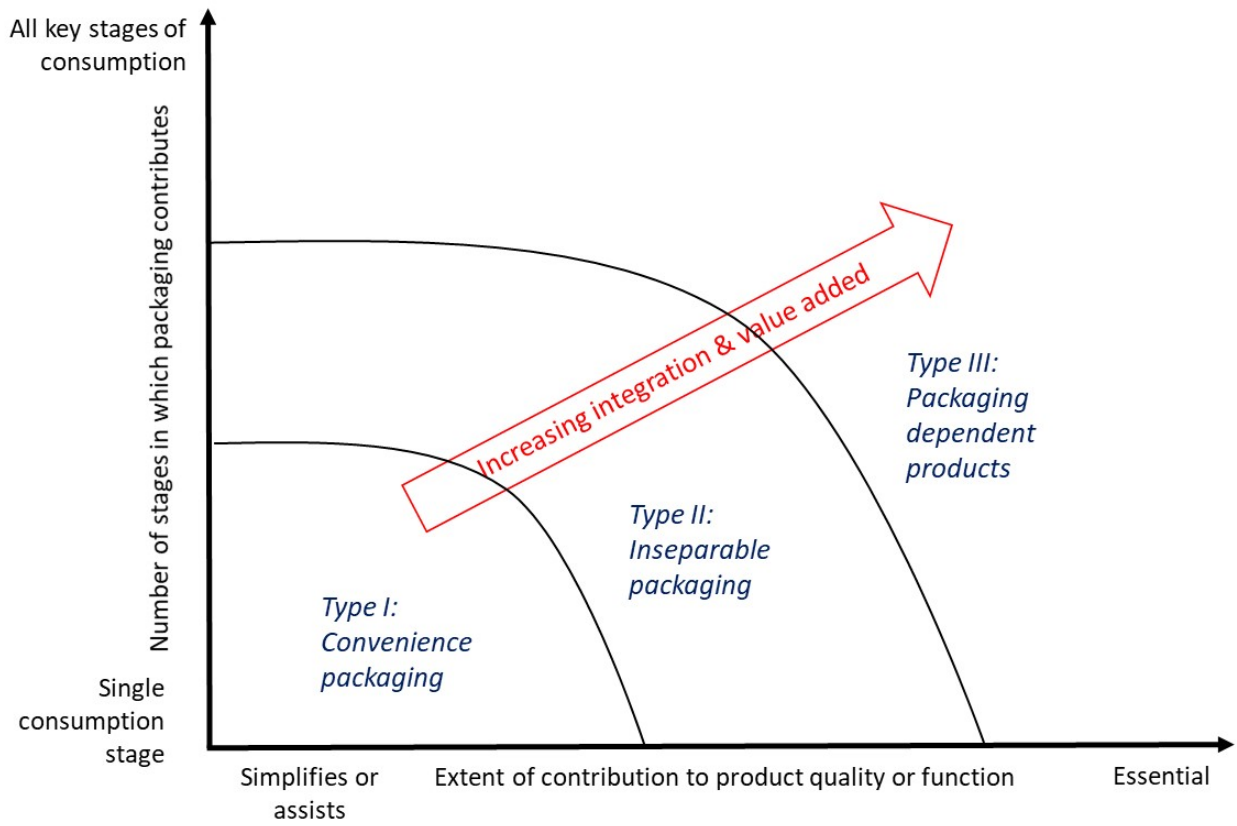 All key stages of
consumption
Number of stages in which packaging contributes
Single
consumption
stage
Increasing integration & value added
Type I:
Convenience
packaging
Type II:
Inseparable
packaging
Type III:
Packaging
dependent
products
Simplifies or
assists
Extent of contribution to product quality or function
Essential